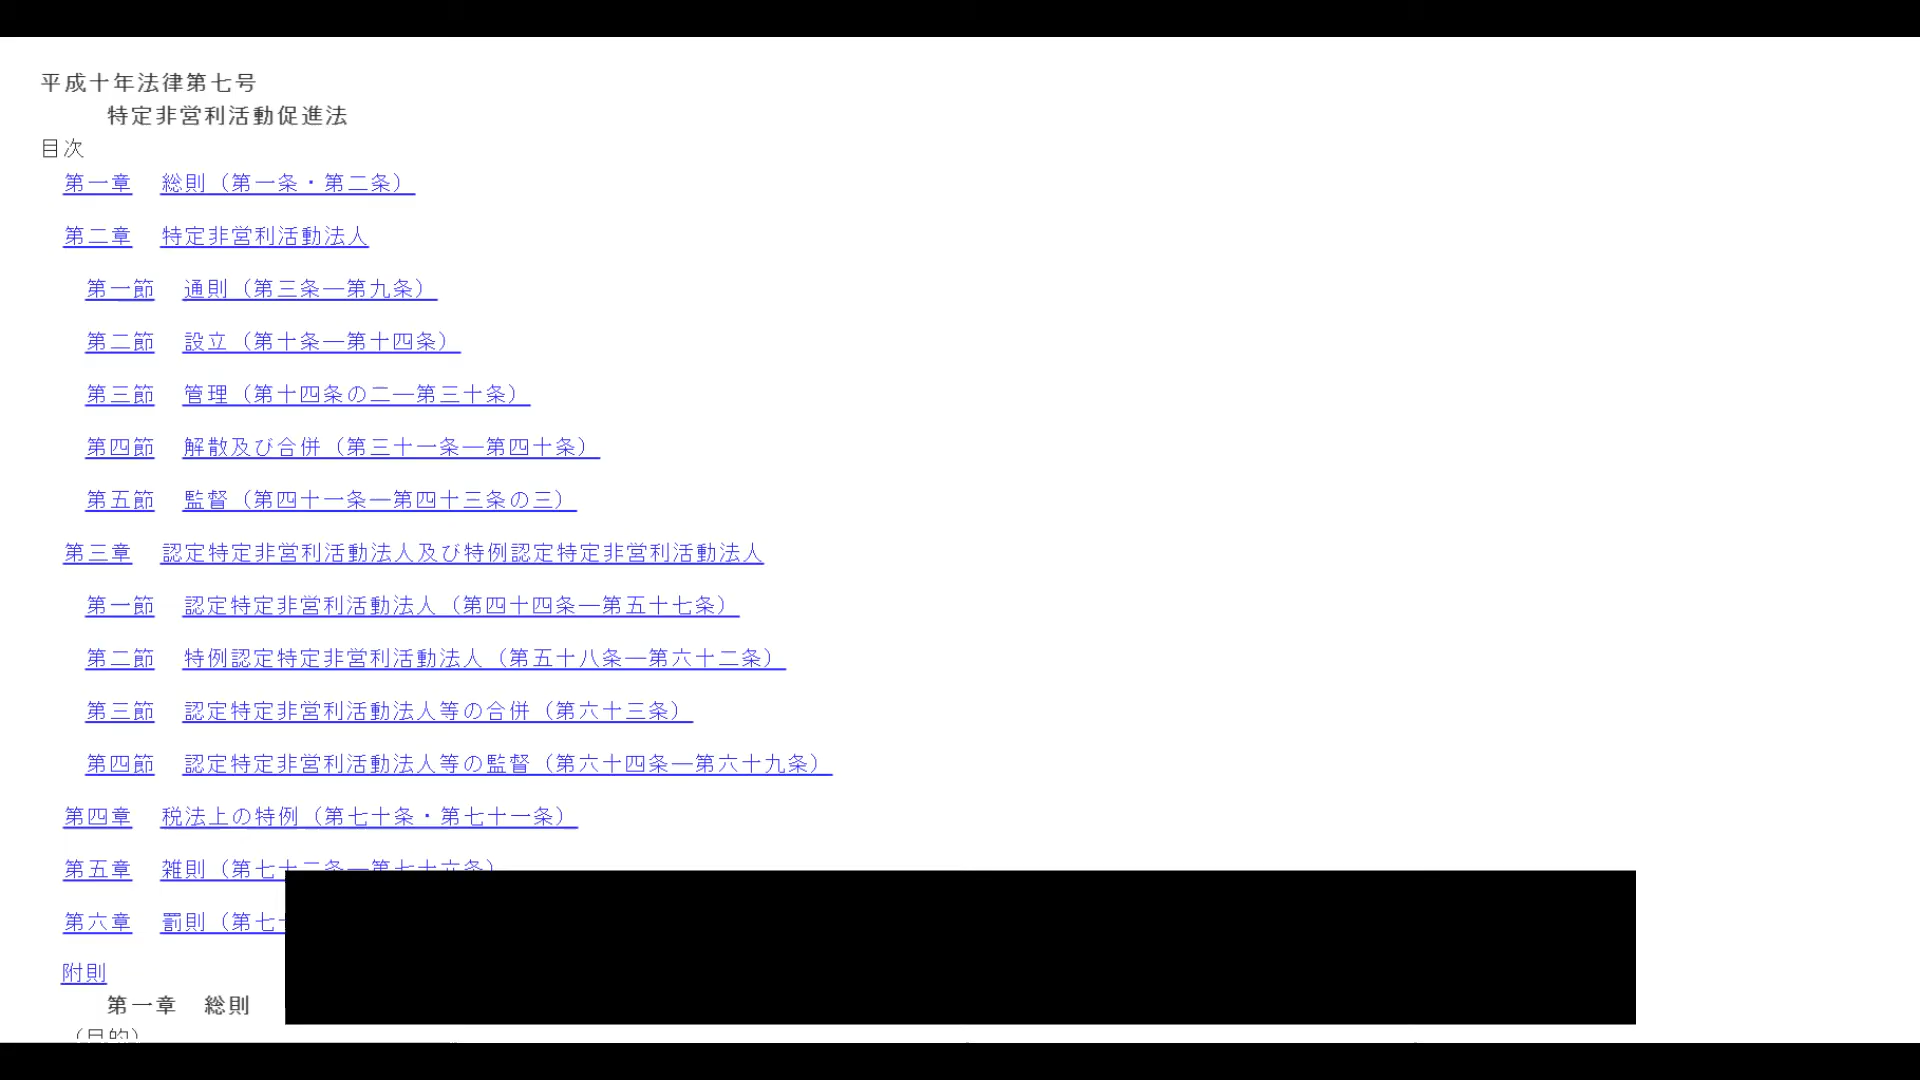 平成十年法律第七号
特定非営利活動促進法
目次
第一章 総則（第一条・第二条）
第二章 特定非営利活動法人
第一節 通則（第三条―第九条）
第二節 設立（第十条―第十四条）
第三節 管理（第十四条の二―第三十条）
第四節 解散及び合併（第三十一条―第四十条）
第五節 監督（第四十一条―第四十三条の三）
第三章 認定特定非営利活動法人及び特例認定特定非営利活動法人
第一節 認定特定非営利活動法人（第四十四条―第五十七条）
第二節 特例認定特定非営利活動法人（第五十八条―第六十二条）
第三節 認定特定非営利活動法人等の合併（第六十三条）
第四節 認定特定非営利活動法人等の監督（第六十四条―第六十九条）
第四章 税法上の特例（第七十条・第七十一条）
第五章 雑則（第七十二条―第七十六条）
第六章 罰則（第七
附則
第一章 総則
（目的）